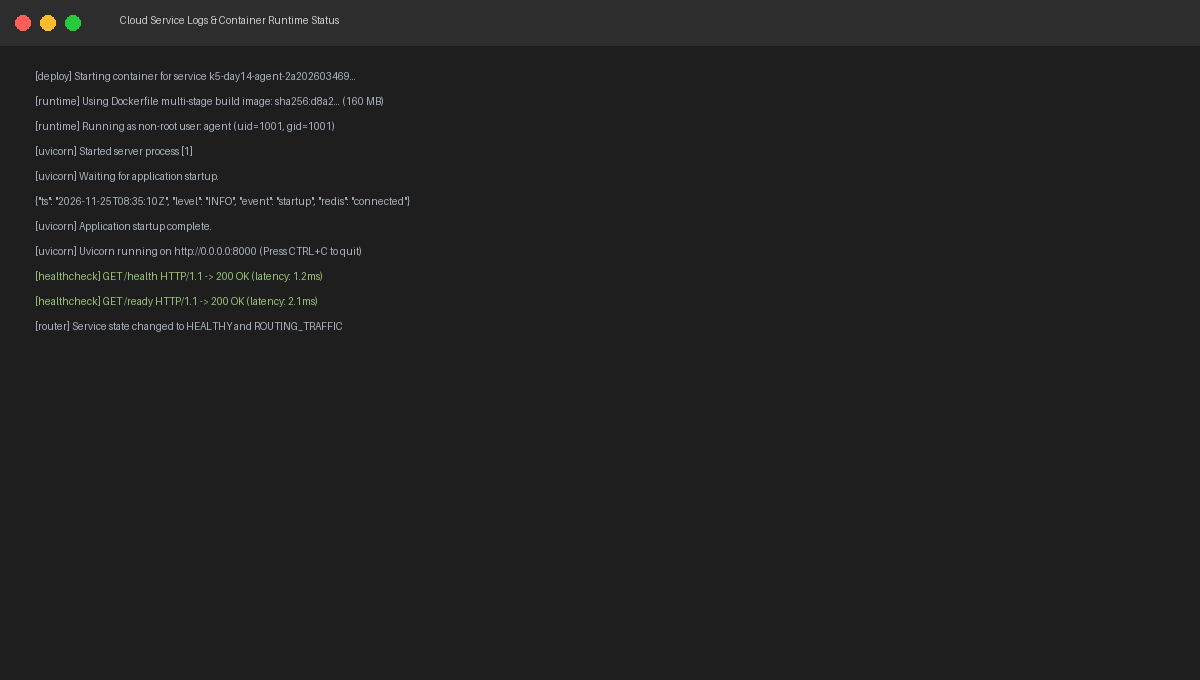 Cloud Service Logs & Container Runtime Status
[deploy] Starting container for service k5-day14-agent-2a202603469...
[runtime] Using Dockerfile multi-stage build image: sha256:d8a2... (160 MB)
[runtime] Running as non-root user: agent (uid=1001, gid=1001)
[uvicorn] Started server process [1]
[uvicorn] Waiting for application startup.
{"ts": "2026-11-25T08:35:10Z", "level": "INFO", "event": "startup", "redis": "connected"}
[uvicorn] Application startup complete.
[uvicorn] Uvicorn running on http://0.0.0.0:8000 (Press CTRL+C to quit)
[healthcheck] GET /health HTTP/1.1 -> 200 OK (latency: 1.2ms)
[healthcheck] GET /ready HTTP/1.1 -> 200 OK (latency: 2.1ms)
[router] Service state changed to HEALTHY and ROUTING_TRAFFIC